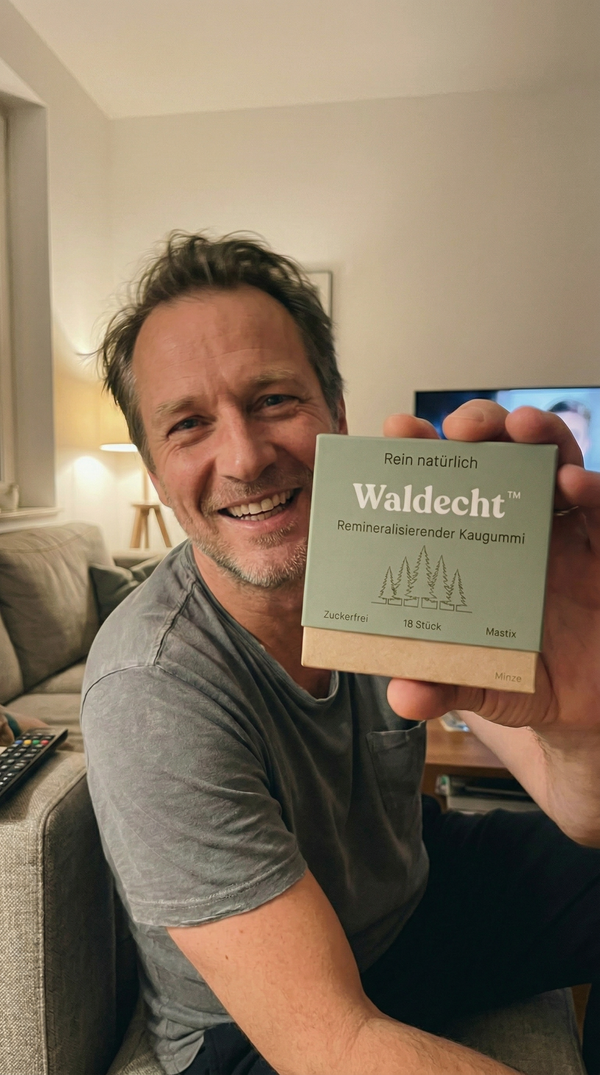 Rein natürlich
Waldecht™
Remineralisierender Kaugummi
Zuckerfrei
18 Stück
Mastix
Minze